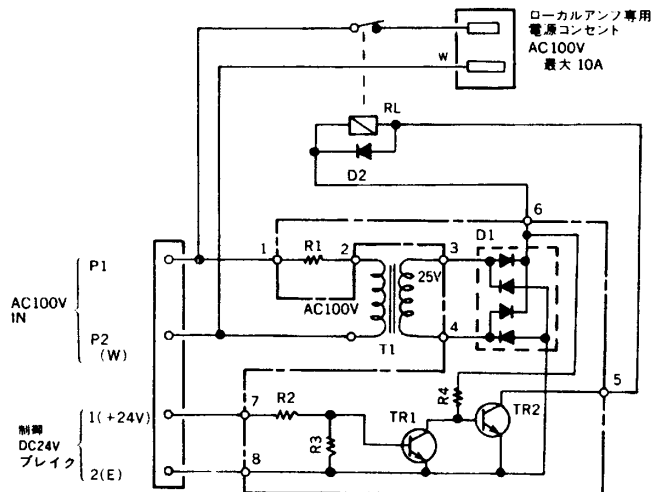 ローカルアンプ専用
電源コンセント
AC100V
最大 10A
W
RL
D2
6
D1
1
R1
2
3
P1
25V
AC100V
IN
AC100V
P2
(W)
T1
4
5
R4
7
R2
TR1
TR2
1(+24V)
制御
DC24V
ブレイク
R3
8
2(E)